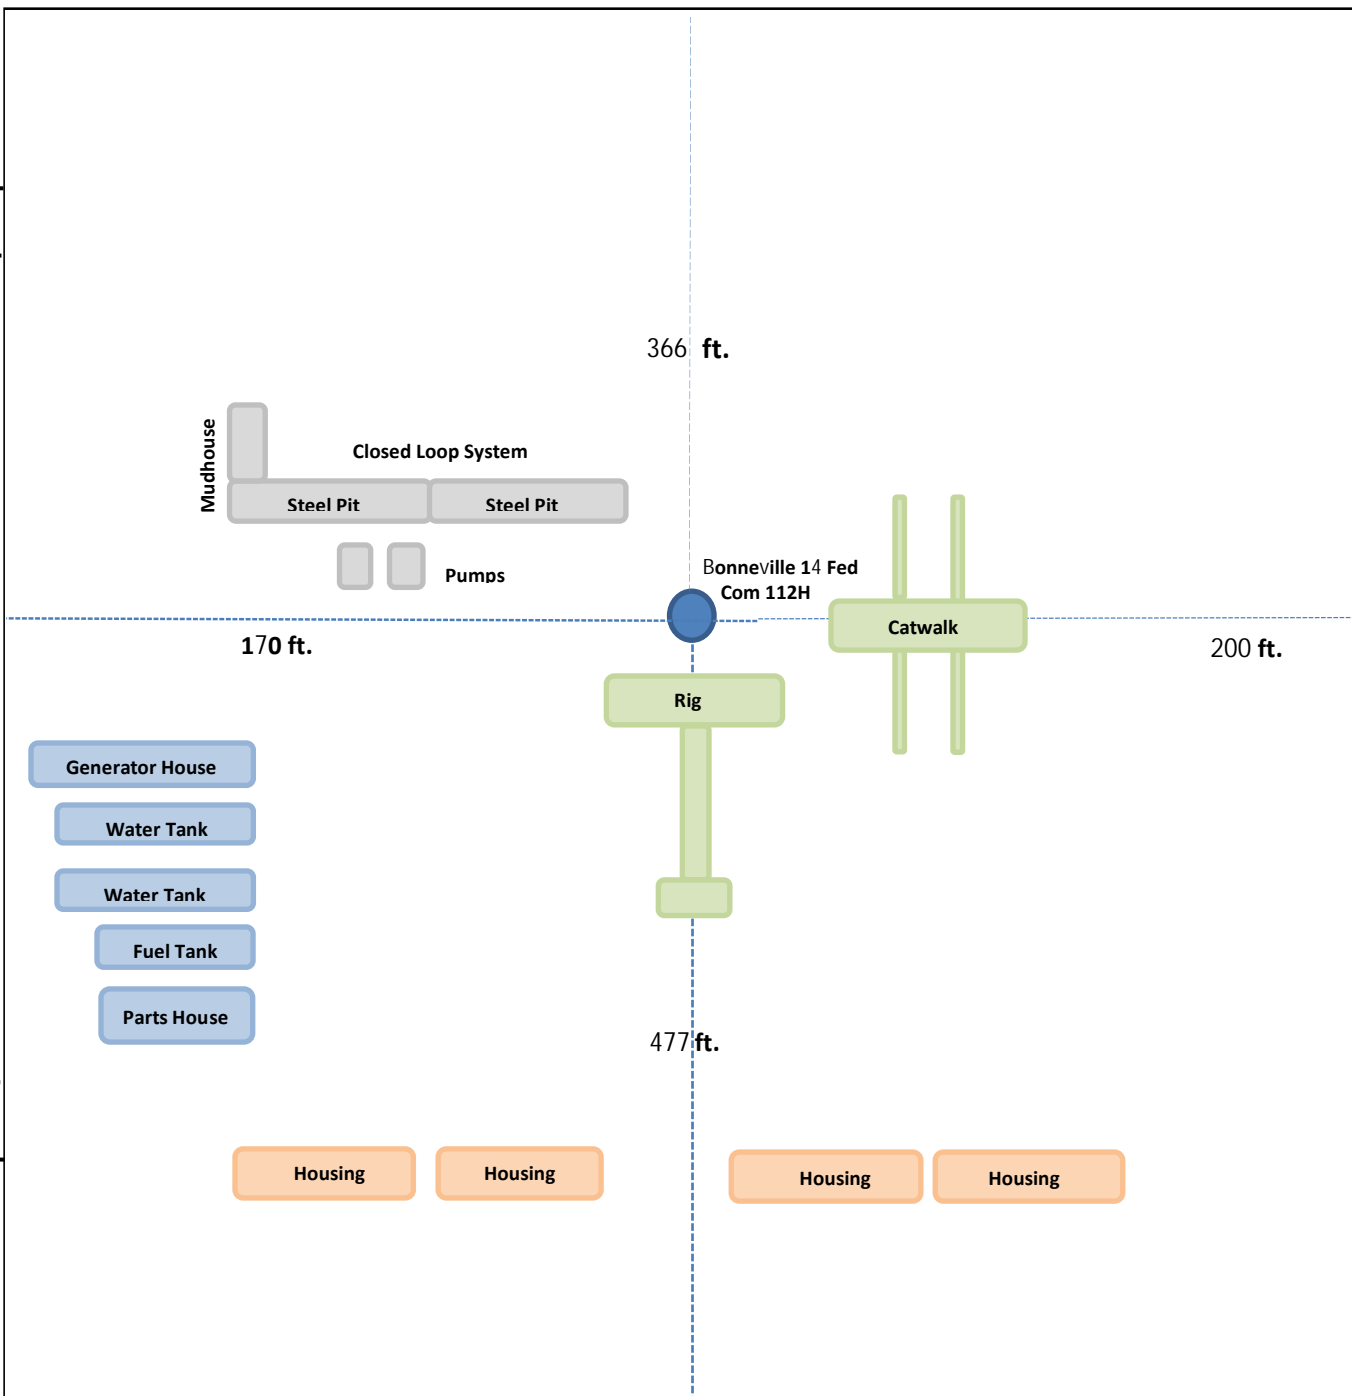 366 ft.
Mudhouse
Closed Loop System
Steel Pit
Steel Pit
Pumps
Bonneville 14 Fed
Com 112H
Catwalk
170 ft.
200 ft.
Rig
Generator House
Water Tank
Water Tank
Fuel Tank
Parts House
477 ft.
Housing
Housing
Housing
Housing